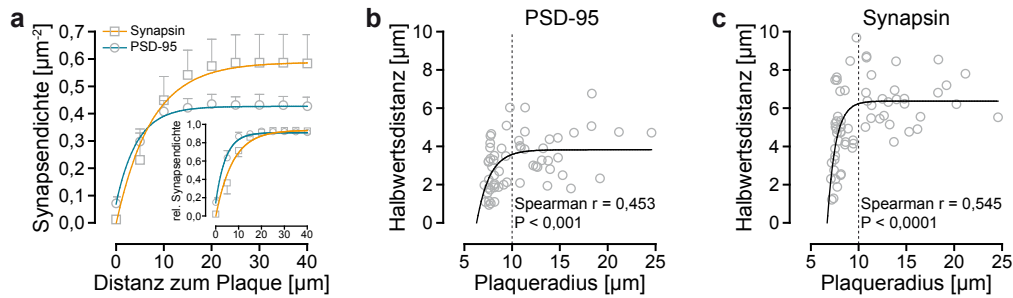 a
Synapsendichte [µm⁻²]
0,7
0,6
0,5
0,4
0,3
0,2
0,1
0,0
Synapsin
PSD-95
rel. Synapsendichte
1,0
0,8
0,6
0,4
0,2
0,0
0 10 20 30 40
0 10 20 30 40
Distanz zum Plaque [µm]
b
PSD-95
Halbwertsdistanz [µm]
10
8
6
4
2
0
Spearman r = 0,453
P < 0,001
5 10 15 20 25
Plaqueradius [µm]
c
Synapsin
Halbwertsdistanz [µm]
10
8
6
4
2
0
Spearman r = 0,545
P < 0,0001
5 10 15 20 25
Plaqueradius [µm]